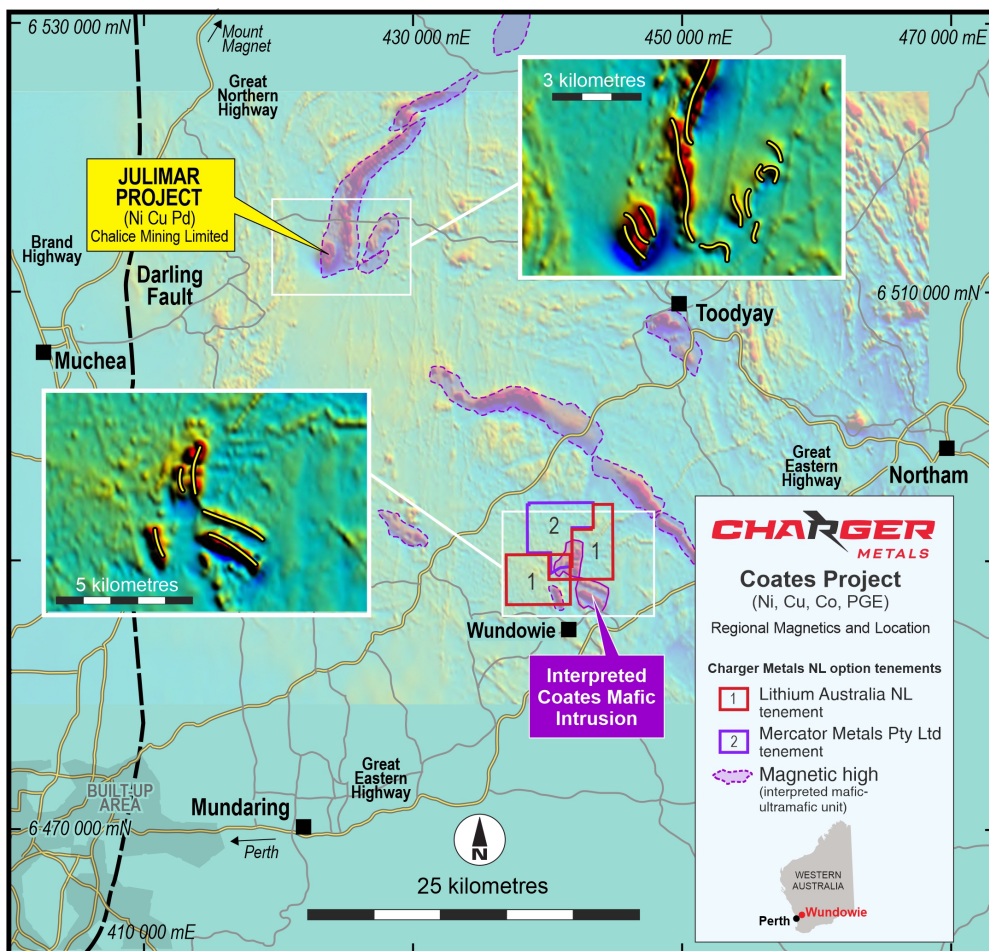 6 530 000 mN
Mount
Magnet
430 000 mE
450 000 mE
470 000 mE
Great
Northern
Highway
3 kilometres
JULIMAR
PROJECT
(Ni Cu Pd)
Chalice Mining Limited
Brand
Highway
Darling
Fault
6 510 000 mN
Toodyay
Muchea
Great
Eastern
Highway
Northam
5 kilometres
2
1
1
Wundowie
Interpreted
Coates Mafic
Intrusion
CHARGER
METALS
Coates Project
(Ni, Cu, Co, PGE)
Regional Magnetics and Location
Charger Metals NL option tenements
1
Lithium Australia NL
tenement
2
Mercator Metals Pty Ltd
tenement
Magnetic high
(interpreted mafic-
ultramafic unit)
WESTERN
AUSTRALIA
Perth
Wundowie
BUILT-UP
AREA
Mundaring
Great
Eastern
Highway
6 470 000 mN
Perth
N
25 kilometres
410 000 mE